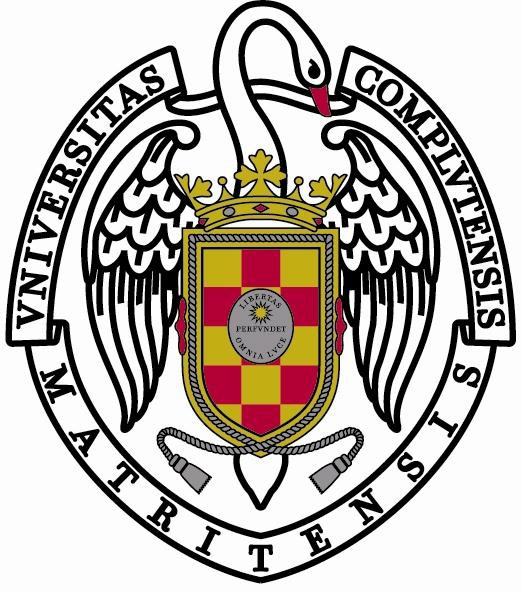 VNIVERSITAS
COMPLVTENSIS
MATRITENSIS
LIBERTAS
PERFVNDET
OMNIA LVCE